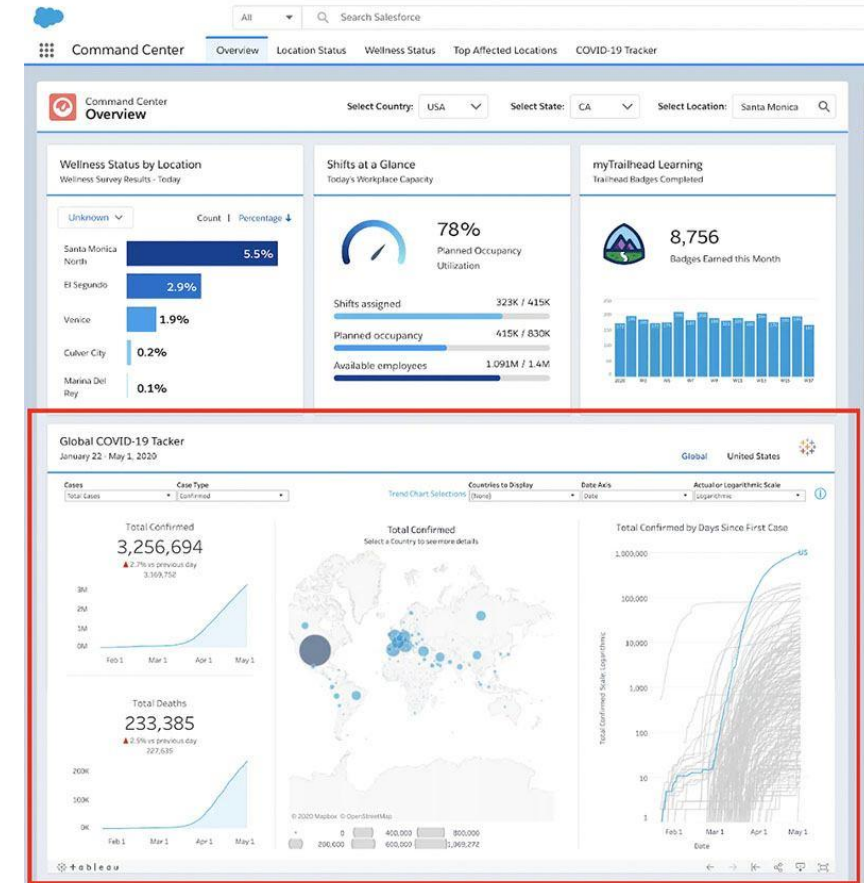 All
Search Salesforce
Command Center
Overview
Location Status
Wellness Status
Top Affected Locations
COVID-19 Tracker
Command Center
Overview
Select Country:
USA
Select State:
CA
Select Location:
Santa Monica
Wellness Status by Location
Wellness Survey Results - Today
Unknown
Count | Percentage
Santa Monica
North
5.5%
El Segundo
2.9%
Venice
1.9%
Culver City
0.2%
Marina Del
Rey
0.1%
Shifts at a Glance
Today's Workplace Capacity
78%
Planned Occupancy
Utilization
Shifts assigned
323K / 415K
Planned occupancy
415K / 830K
Available employees
1.091M / 1.4M
myTrailhead Learning
Trailhead Badges Completed
8,756
Badges Earned this Month
Global COVID-19 Tacker
January 22 - May 1, 2020
Global
United States
Cases
Total Cases
Case Type
Confirmed
Trend Chart Selections
Countries to Display
(None)
Date Axis
Date
Actual or Logarithmic Scale
Logarithmic
Total Confirmed
3,256,694
2.7% vs previous day
3M
2M
1M
0M
Feb 1
Mar 1
Apr 1
May 1
Total Deaths
233,385
2.5% vs previous day
227,635
200K
100K
0K
Feb 1
Mar 1
Apr 1
May 1
Total Confirmed
Select a Country to see more details
© 2020 Mapbox © OpenStreetMap
0
400,000
800,000
200,000
600,000
1,069,272
Total Confirmed by Days Since First Case
US
1,000,000
100,000
10,000
1,000
100
10
1
Total Confirmed Scale: Logarithmic
Feb 1
Mar 1
Apr 1
May 1
Date
+ableau